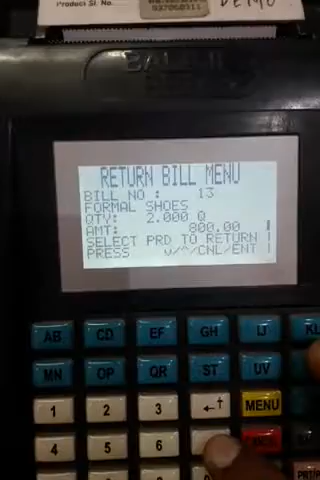 Product Sl. No.
DEMO
RETURN BILL MENU
BILL NO : 13
FORMAL SHOES
QTY: 2.000 Q
AMT: 800.00
SELECT PRD TO RETURN
PRESS v/^/CNL/ENT
AB CD EF GH IJ KL
MN OP QR ST UV
1 2 3 MENU
4 5 6